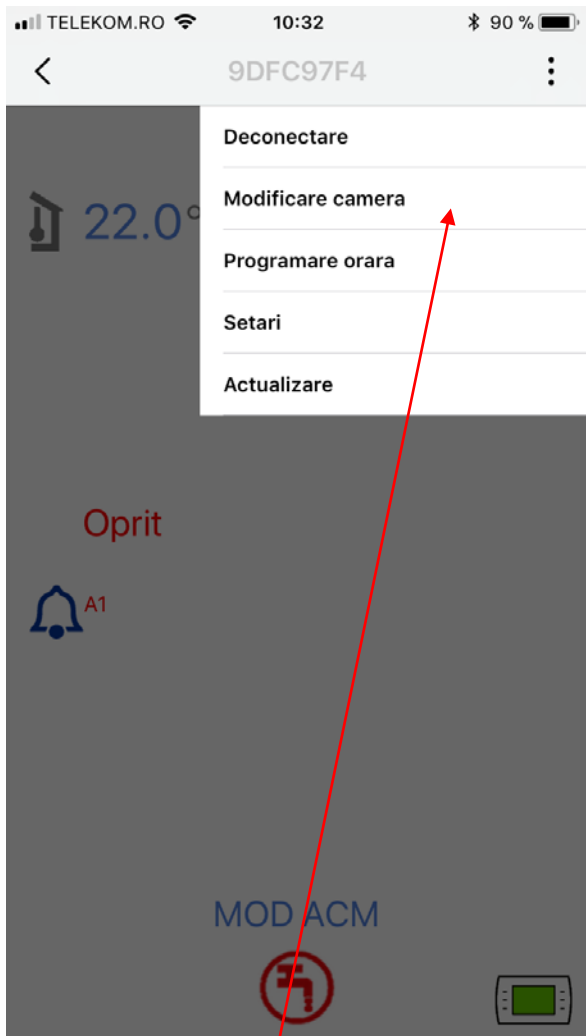 TELEKOM.RO 10:32 90 %
9DFC97F4
Deconectare
Modificare camera
22.0°
Programare orara
Setari
Actualizare
Oprit
A1
MOD ACM